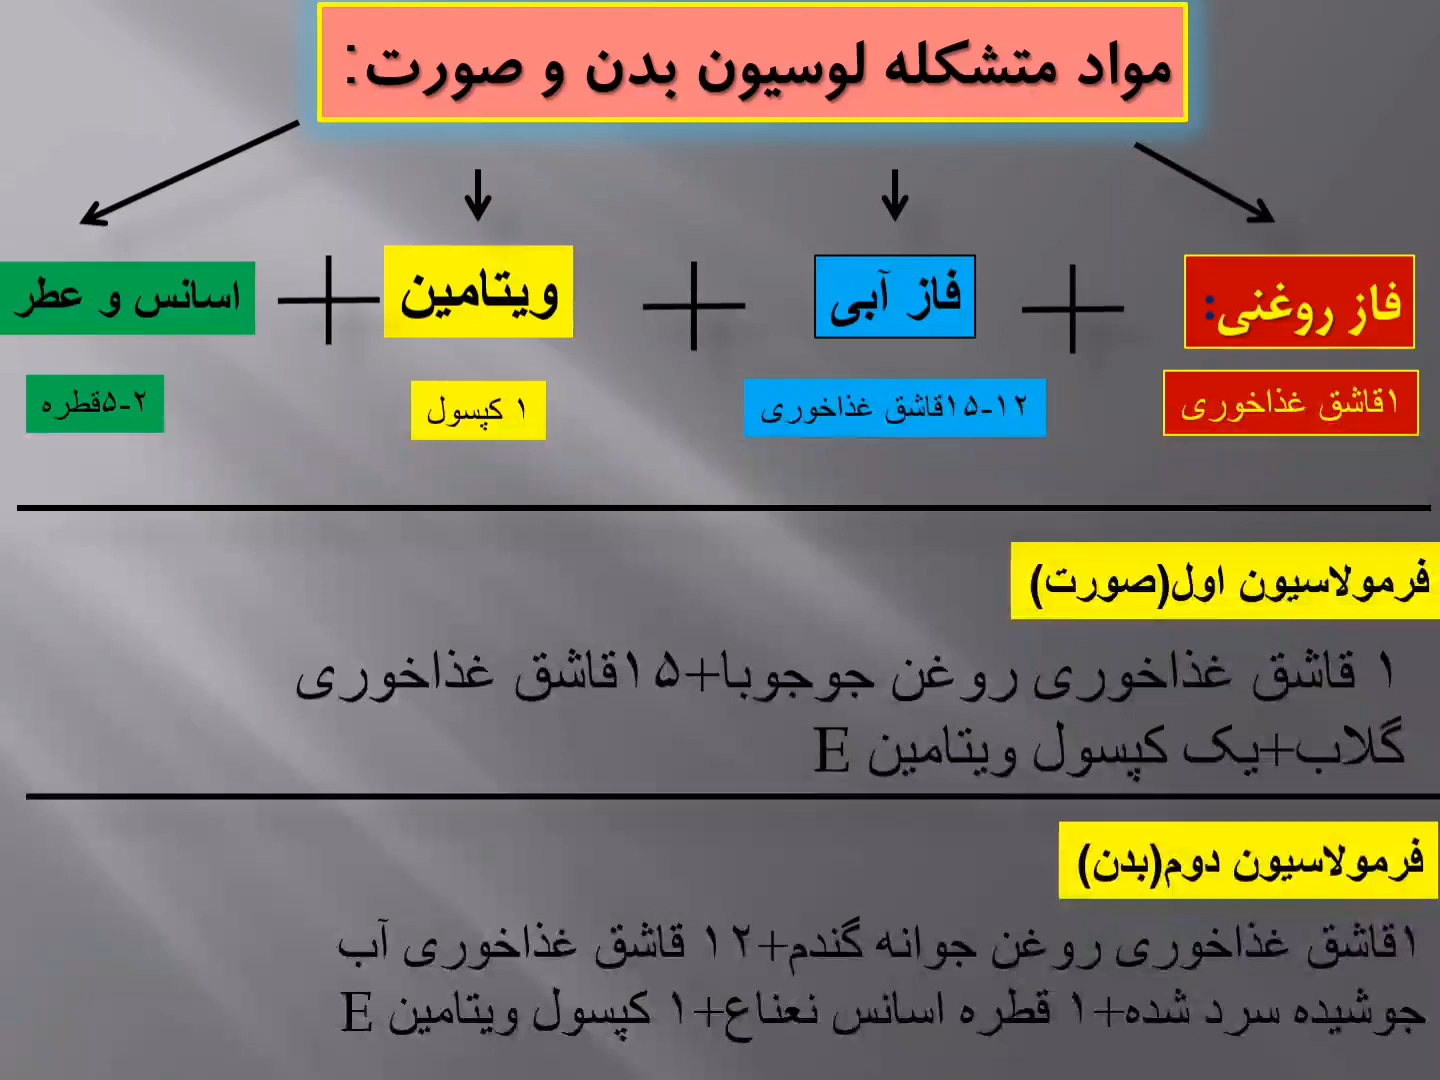 مواد متشکله لوسیون بدن و صورت:
فاز روغنی:
فاز آبی
ویتامین
اسانس و عطر
۱قاشق غذاخوری
۱۲-۱۵قاشق غذاخوری
۱ کپسول
۲-۵قطره
فرمولاسیون اول(صورت)
۱ قاشق غذاخوری روغن جوجوبا+۱۵قاشق غذاخوری
گلاب+یک کپسول ویتامین E
فرمولاسیون دوم(بدن)
۱قاشق غذاخوری روغن جوانه گندم+۱۲ قاشق غذاخوری آب
جوشیده سرد شده+۱ قطره اسانس نعناع+۱ کپسول ویتامین E